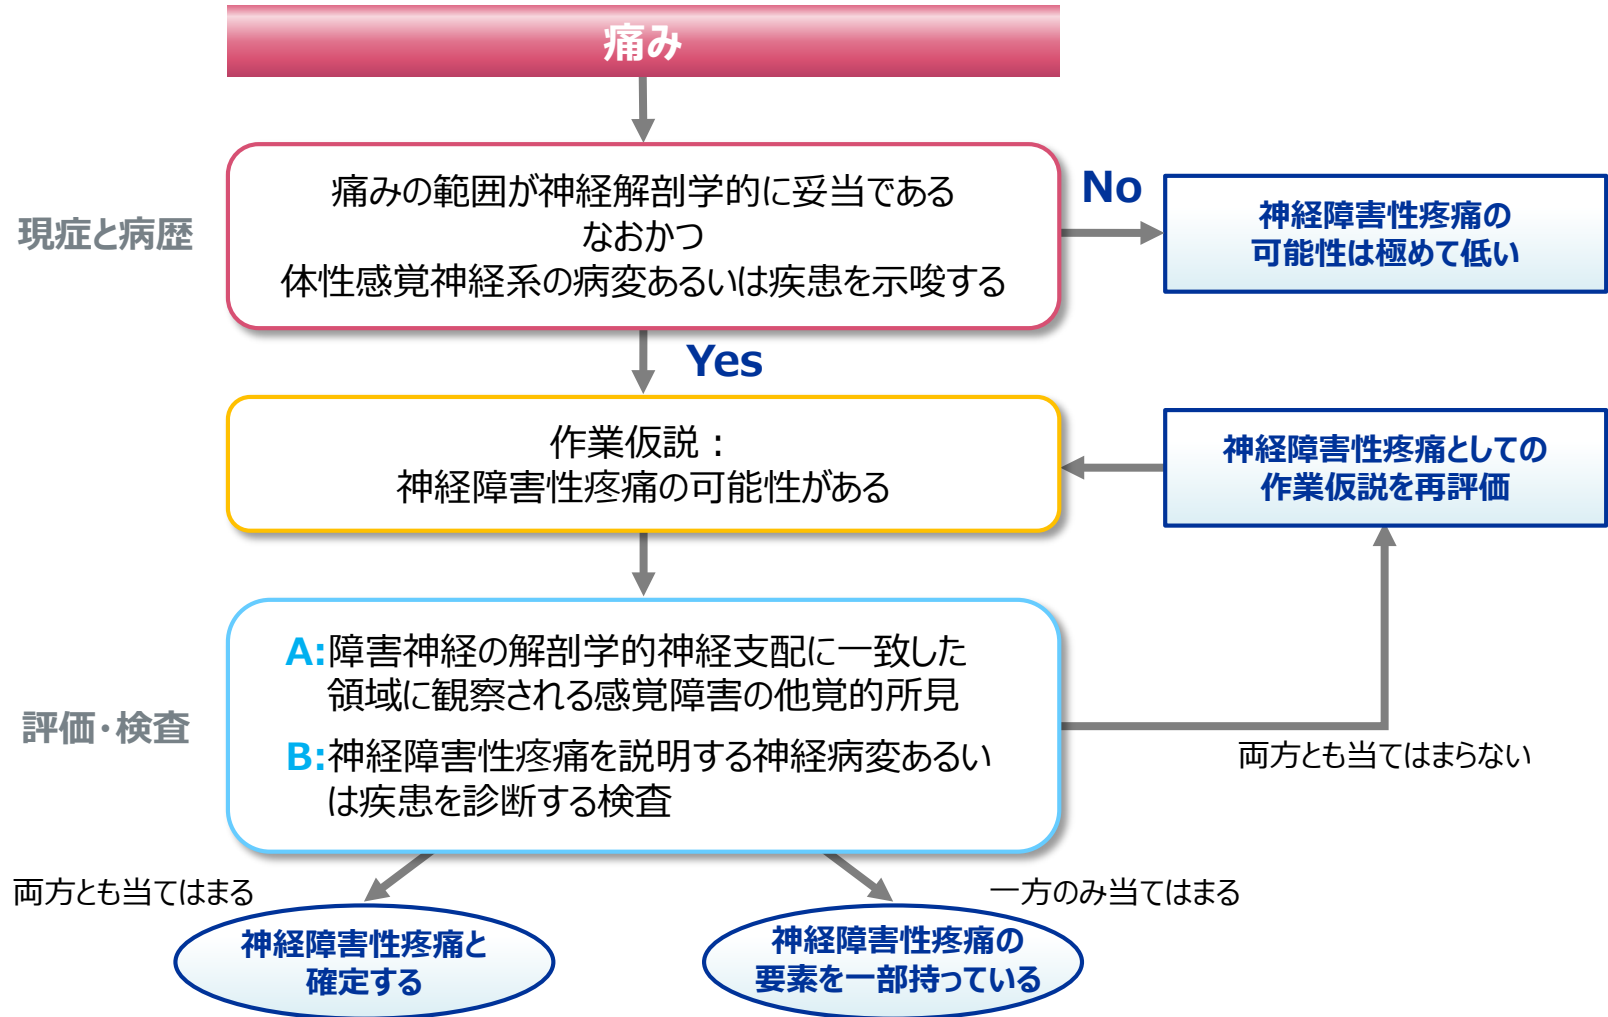 痛み
現症と病歴
痛みの範囲が神経解剖学的に妥当である
なおかつ
体性感覚神経系の病変あるいは疾患を示唆する
No
神経障害性疼痛の
可能性は極めて低い
Yes
作業仮説：
神経障害性疼痛の可能性がある
神経障害性疼痛としての
作業仮説を再評価
評価・検査
A:障害神経の解剖学的神経支配に一致した
領域に観察される感覚障害の他覚的所見
B:神経障害性疼痛を説明する神経病変あるい
は疾患を診断する検査
両方とも当てはまらない
両方とも当てはまる
一方のみ当てはまる
神経障害性疼痛と
確定する
神経障害性疼痛の
要素を一部持っている